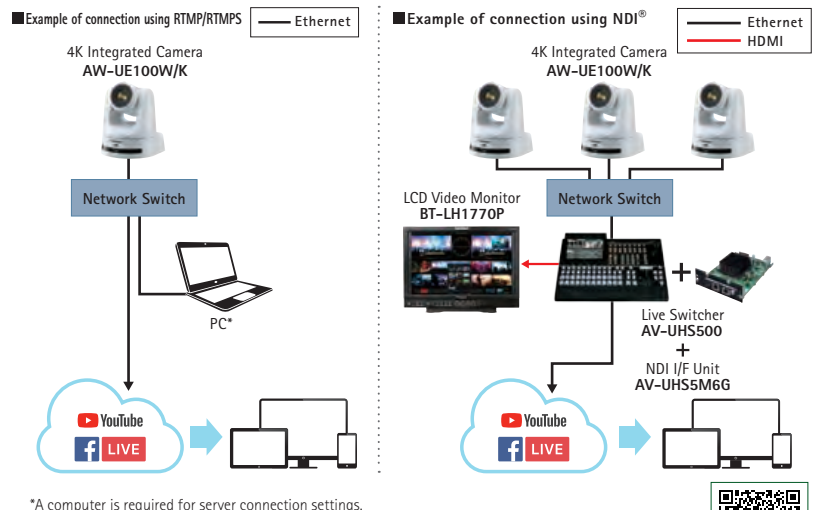 ■Example of connection using RTMP/RTMPS
Ethernet
4K Integrated Camera
AW-UE100W/K
Network Switch
PC*
YouTube
f LIVE
*A computer is required for server connection settings.
■Example of connection using NDI®
Ethernet
HDMI
4K Integrated Camera
AW-UE100W/K
Network Switch
LCD Video Monitor
BT-LH1770P
+
Live Switcher
AV-UHS500
+
NDI I/F Unit
AV-UHS5M6G
YouTube
f LIVE